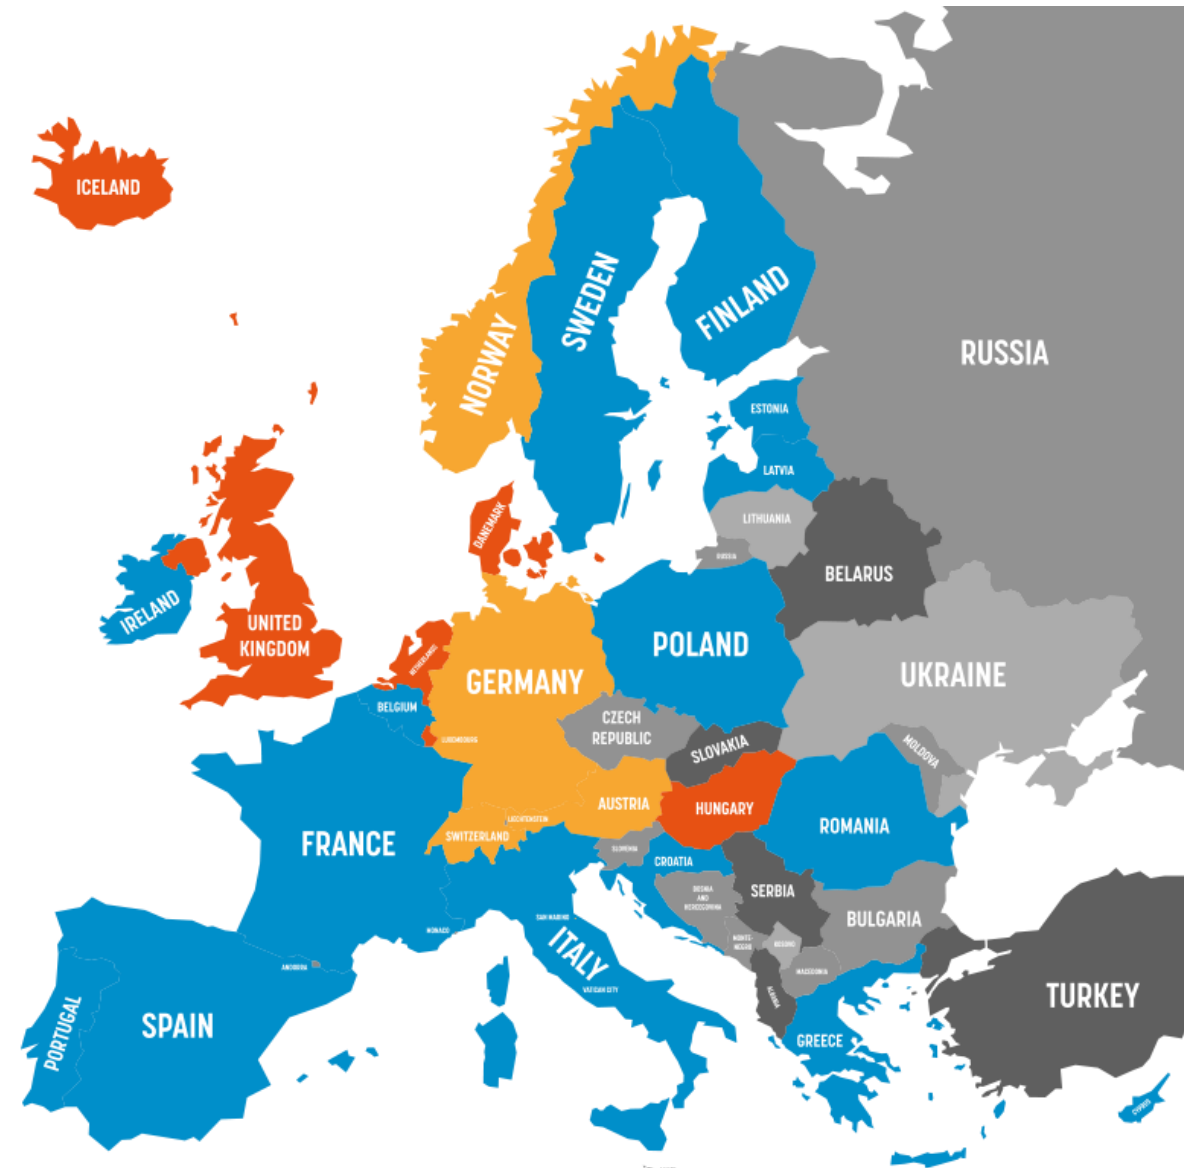 ICELAND
NORWAY
SWEDEN
FINLAND
RUSSIA
ESTONIA
LATVIA
LITHUANIA
RUSSIA
DANEMARK
BELARUS
IRELAND
UNITED
KINGDOM
NETHERLANDS
GERMANY
POLAND
UKRAINE
BELGIUM
LUXEMBOURG
CZECH
REPUBLIC
SLOVAKIA
MOLDOVA
FRANCE
SWITZERLAND
LIECHTENSTEIN
AUSTRIA
HUNGARY
ROMANIA
SLOVENIA
CROATIA
BOSNIA
AND
HERCEGOVINA
SERBIA
BULGARIA
MONTE-
NEGRO
KOSOVO
MACEDONIA
ALBANIA
MONACO
SAN MARINO
ITALY
VATICAN CITY
ANDORRA
PORTUGAL
SPAIN
GREECE
TURKEY
CYPRUS